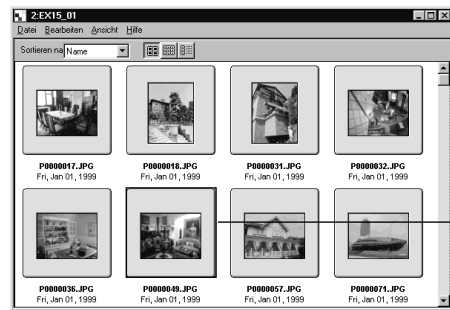 2:EX15_01
Datei Bearbeiten Ansicht Hilfe
Sortieren na Name
P0000017.JPG P0000018.JPG P0000031.JPG P0000032.JPG
Fri, Jan 01, 1999 Fri, Jan 01, 1999 Fri, Jan 01, 1999 Fri, Jan 01, 1999
P0000036.JPG P0000049.JPG P0000057.JPG P0000071.JPG
Fri, Jan 01, 1999 Fri, Jan 01, 1999 Fri, Jan 01, 1999 Fri, Jan 01, 1999